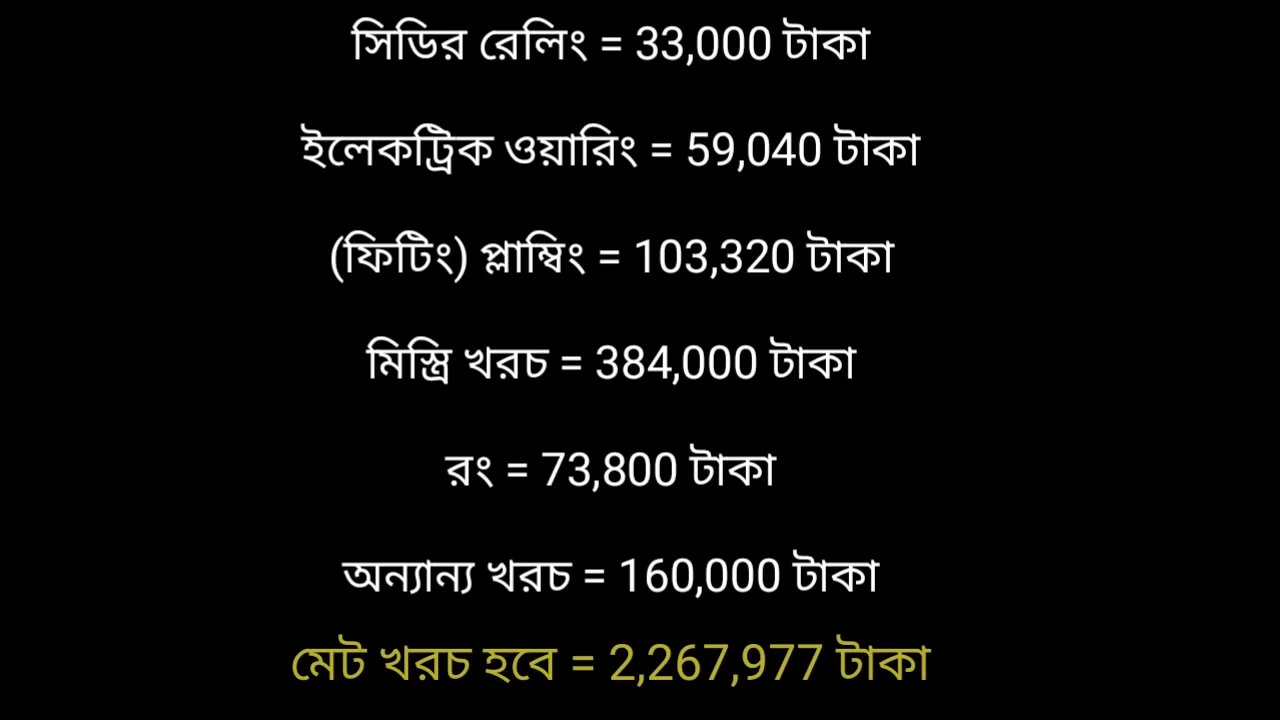 সিডির রেলিং = 33,000 টাকা
ইলেকট্রিক ওয়ারিং = 59,040 টাকা
(ফিটিং) প্লাম্বিং = 103,320 টাকা
মিস্ত্রি খরচ = 384,000 টাকা
রং = 73,800 টাকা
অন্যান্য খরচ = 160,000 টাকা
মেট খরচ হবে = 2,267,977 টাকা